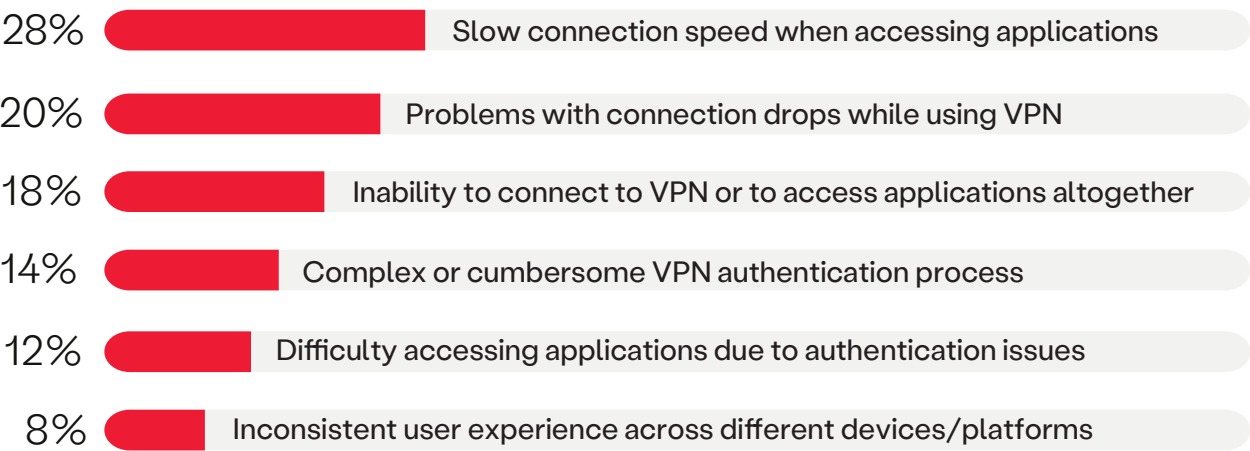 28% Slow connection speed when accessing applications
20% Problems with connection drops while using VPN
18% Inability to connect to VPN or to access applications altogether
14% Complex or cumbersome VPN authentication process
12% Difficulty accessing applications due to authentication issues
8% Inconsistent user experience across different devices/platforms